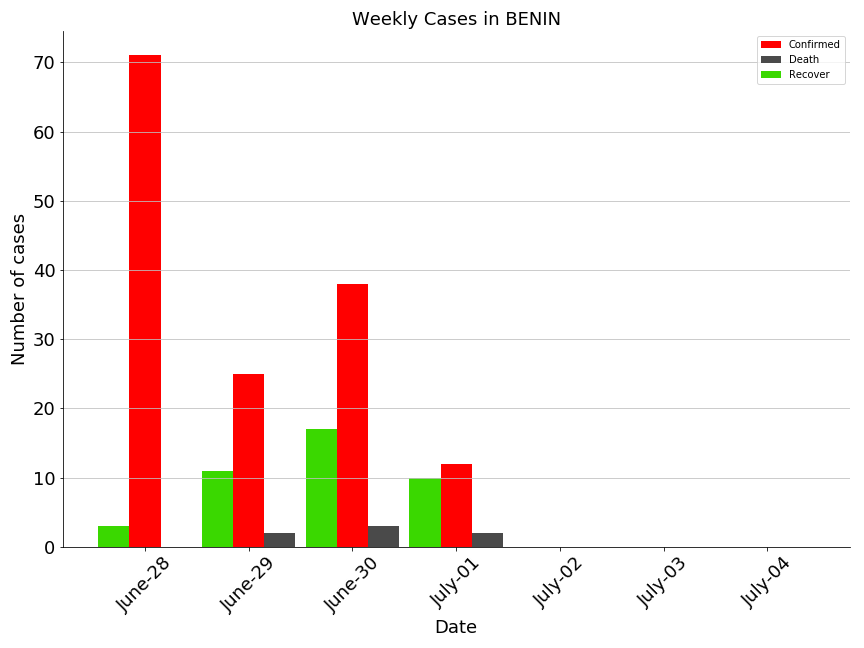 Weekly Cases in BENIN
Confirmed
Death
Recover
Number of cases
70
60
50
40
30
20
10
0
June-28
June-29
June-30
July-01
July-02
July-03
July-04
Date